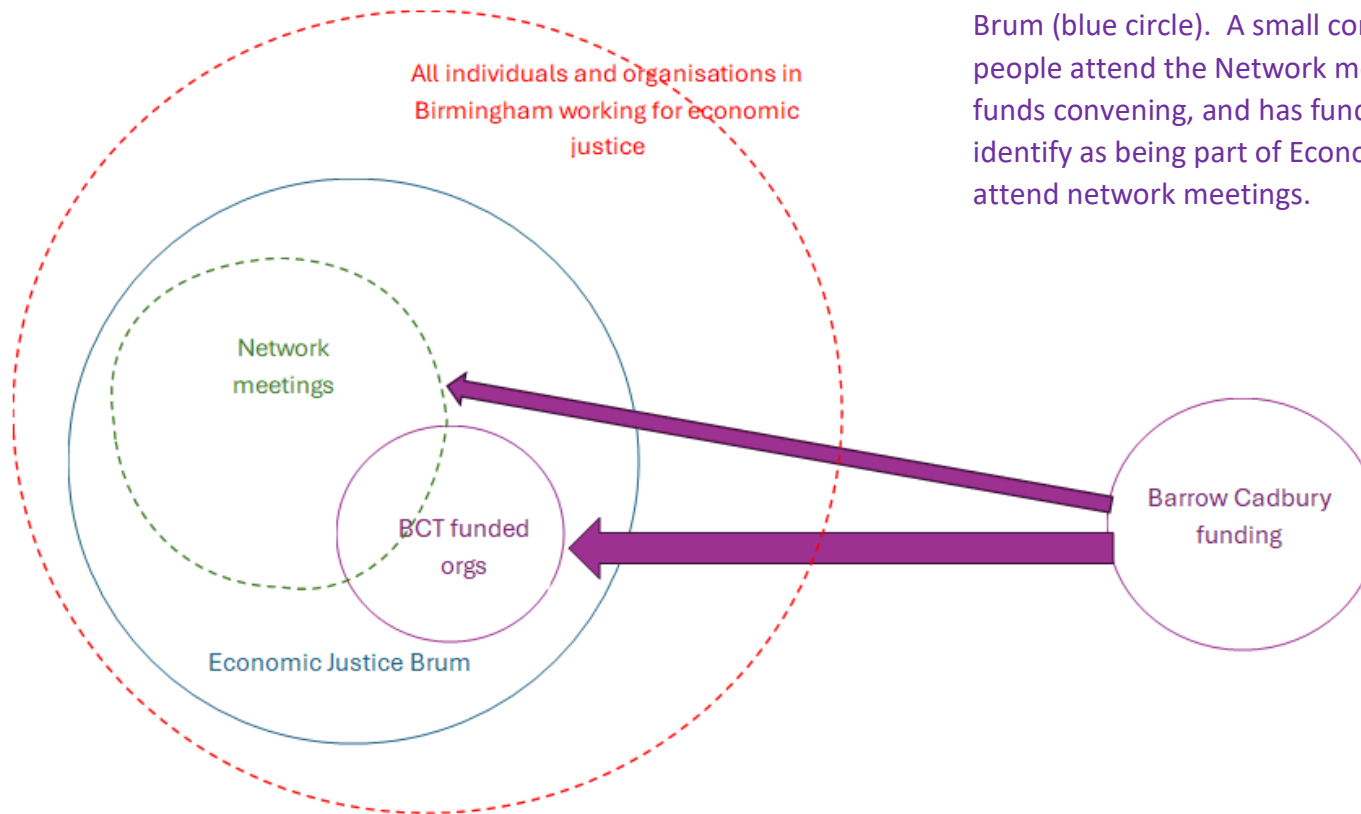 Brum (blue circle). A small
people attend the Network
funds convening, and has
identify as being part of
attend network meetings.
All individuals and organisations in
Birmingham working for economic
justice
Network
meetings
BCT funded
orgs
Barrow Cadbury
funding
Economic Justice Brum